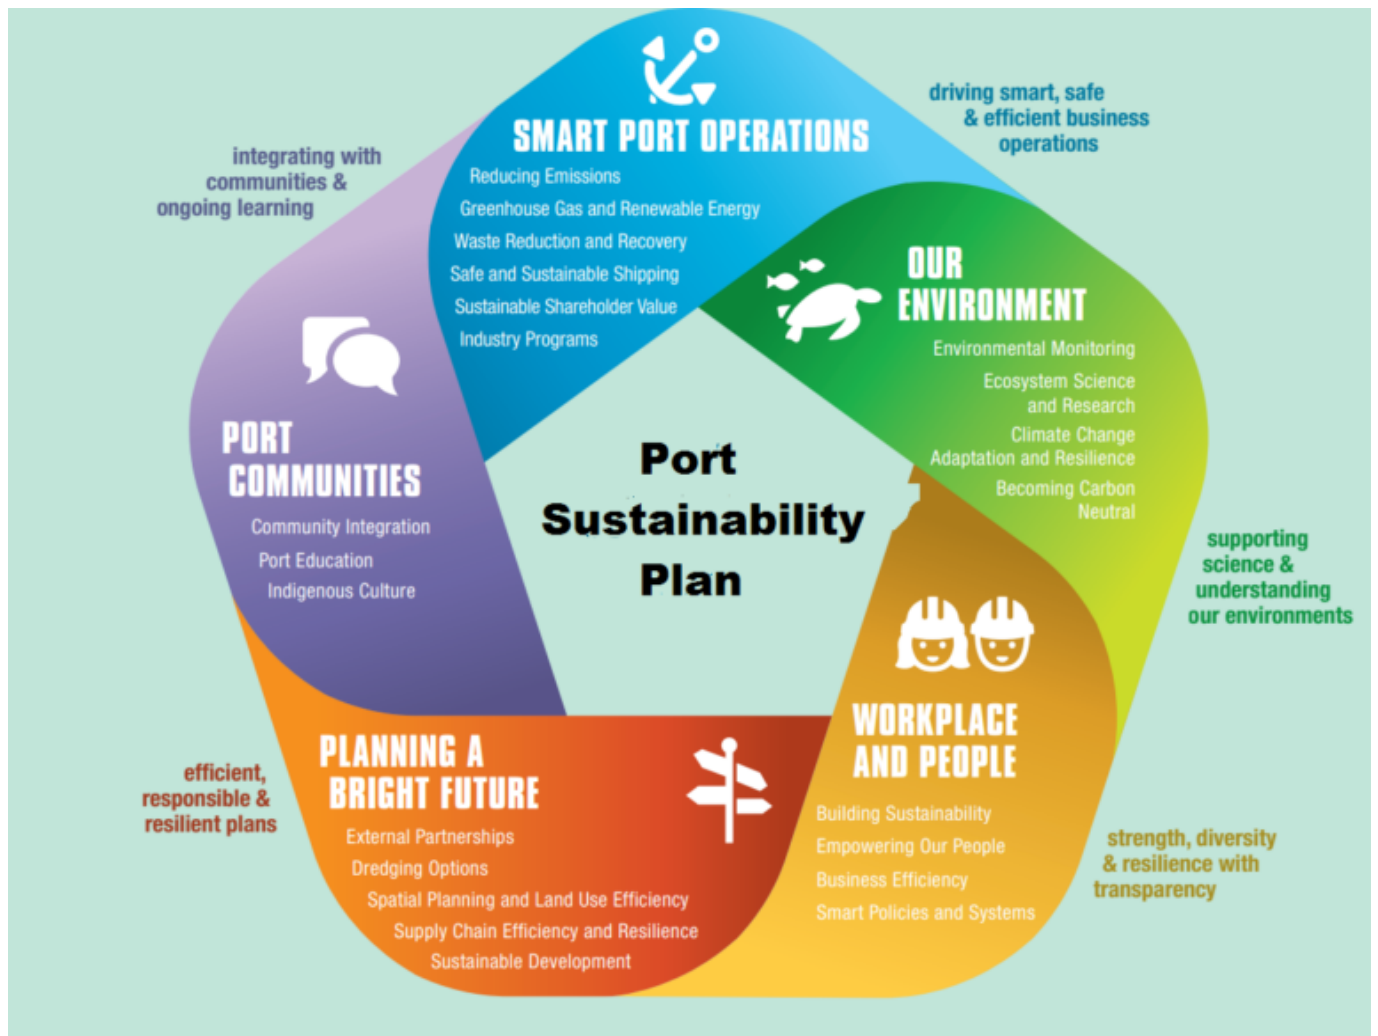 SMART PORT OPERATIONS
Reducing Emissions
Greenhouse Gas and Renewable Energy
Waste Reduction and Recovery
Safe and Sustainable Shipping
Sustainable Shareholder Value
Industry Programs
driving smart, safe
& efficient business
operations
OUR
ENVIRONMENT
Environmental Monitoring
Ecosystem Science
and Research
Climate Change
Adaptation and Resilience
Becoming Carbon
Neutral
supporting
science &
understanding
our environments
WORKPLACE
AND PEOPLE
Building Sustainability
Empowering Our People
Business Efficiency
Smart Policies and Systems
strength, diversity
& resilience with
transparency
PLANNING A
BRIGHT FUTURE
External Partnerships
Dredging Options
Spatial Planning and Land Use Efficiency
Supply Chain Efficiency and Resilience
Sustainable Development
efficient,
responsible &
resilient plans
PORT
COMMUNITIES
Community Integration
Port Education
Indigenous Culture
integrating with
communities &
ongoing learning
Port
Sustainability
Plan